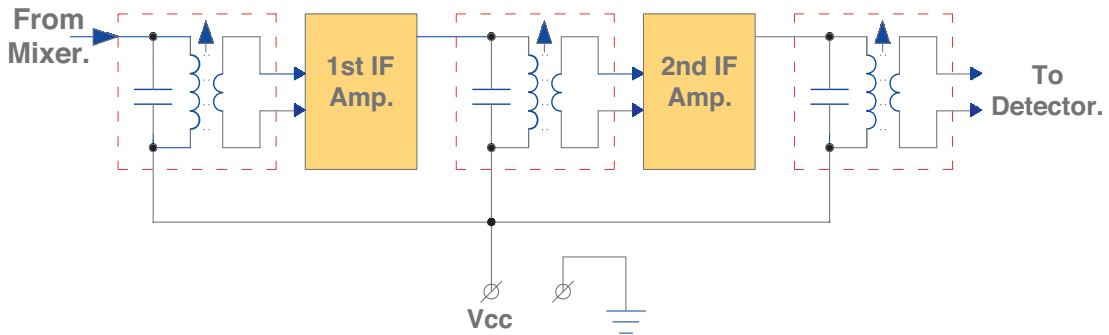 From
Mixer.
1st IF
Amp.
2nd IF
Amp.
To
Detector.
Vcc